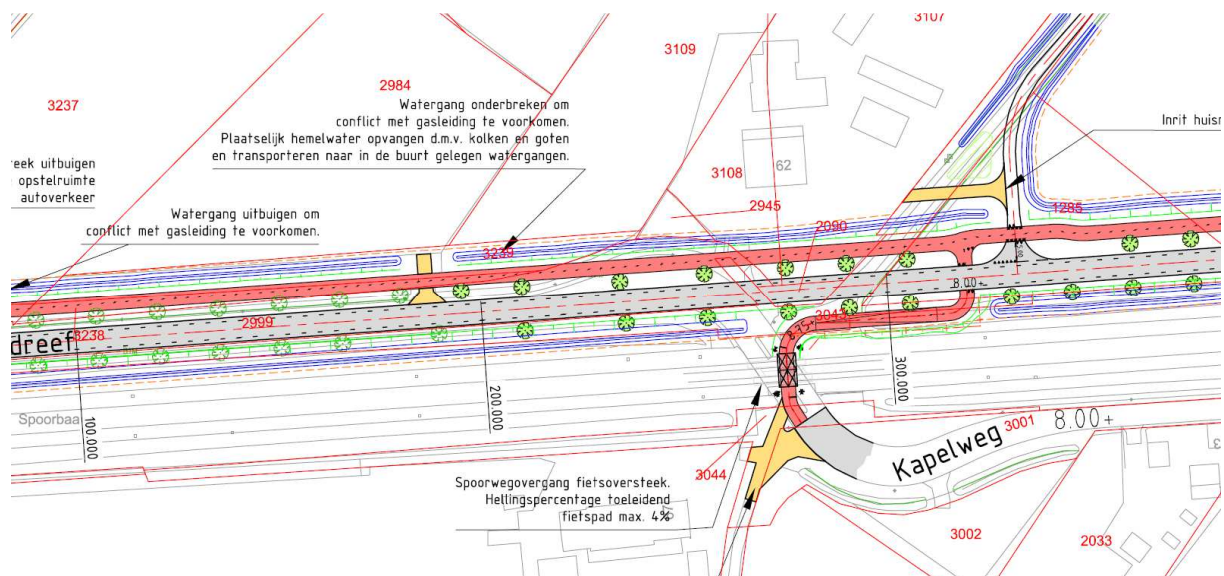 3107
3109
2984
3237
Watergang onderbreken om
conflict met gasleiding te voorkomen.
Plaatselijk hemelwater opvangen d.m.v. kolken en goten
en transporteren naar in de buurt gelegen watergangen.
Inrit huisn
reek uitbuigen
opstelruimte
autoverkeer
Watergang uitbuigen om
conflict met gasleiding te voorkomen.
3108
62
2945
2090
1285
3239
8.00+
3238
2999
dreef
300.000
200.000
100.000
Spoorbaa
3001
8.00+
Kapelweg
3044
Spoorwegovergang fietsoversteek.
Hellingspercentage toeleidend
fietspad max. 4%
67
3002
2033